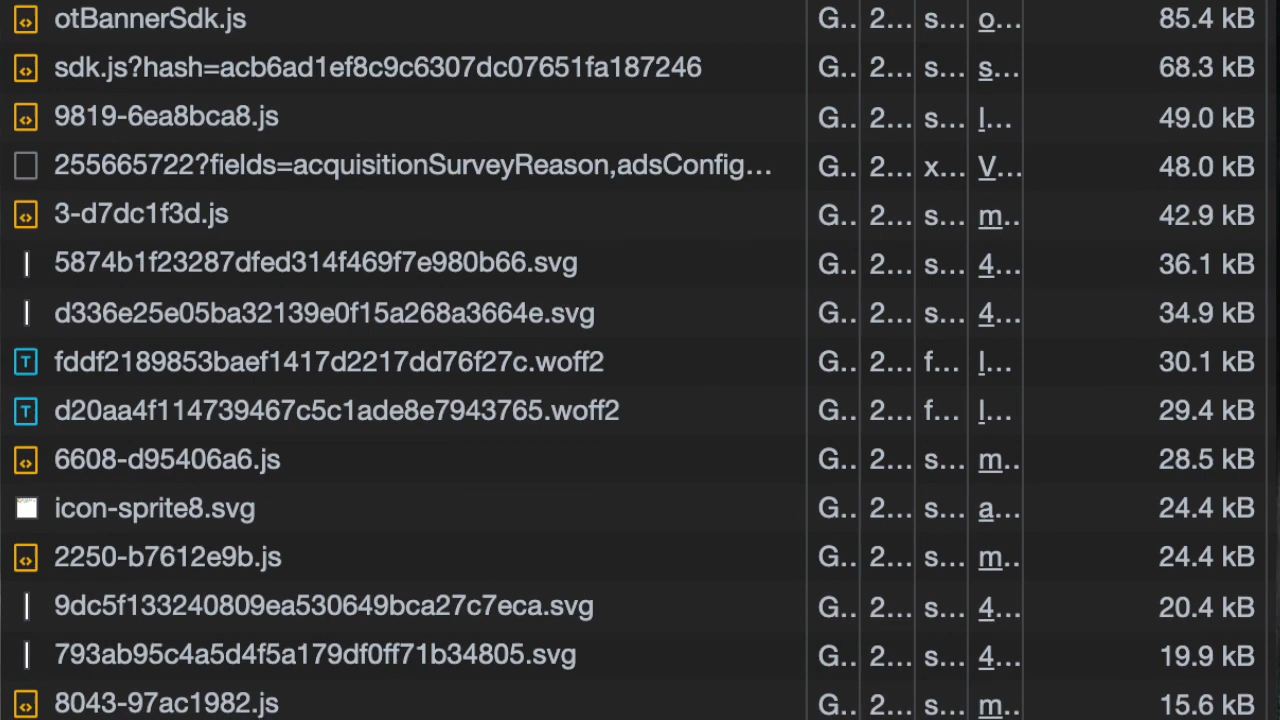 otBannerSdk.js G.. 2... s... o... 85.4 kB
sdk.js?hash=acb6ad1ef8c9c6307dc07651fa187246 G.. 2... s... s... 68.3 kB
9819-6ea8bca8.js G.. 2... s... l... 49.0 kB
255665722?fields=acquisitionSurveyReason,adsConfig... G.. 2... x... V... 48.0 kB
3-d7dc1f3d.js G.. 2... s... m.. 42.9 kB
5874b1f23287dfed314f469f7e980b66.svg G.. 2... s... 4... 36.1 kB
d336e25e05ba32139e0f15a268a3664e.svg G.. 2... s... 4... 34.9 kB
fddf2189853baef1417d2217dd76f27c.woff2 G.. 2... f... l... 30.1 kB
d20aa4f114739467c5c1ade8e7943765.woff2 G.. 2... f... l... 29.4 kB
6608-d95406a6.js G.. 2... s... m.. 28.5 kB
icon-sprite8.svg G.. 2... s... a... 24.4 kB
2250-b7612e9b.js G.. 2... s... m.. 24.4 kB
9dc5f133240809ea530649bca27c7eca.svg G.. 2... s... 4... 20.4 kB
793ab95c4a5d4f5a179df0ff71b34805.svg G.. 2... s... 4... 19.9 kB
8043-97ac1982.js G.. 2... s... m.. 15.6 kB